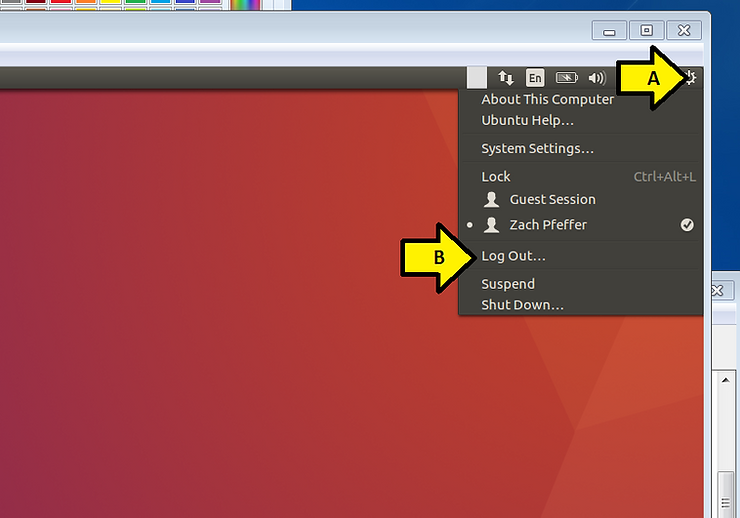 En
A
About This Computer
Ubuntu Help...
System Settings...
Lock Ctrl+Alt+L
Guest Session
Zach Pfeffer
B
Log Out...
Suspend
Shut Down...